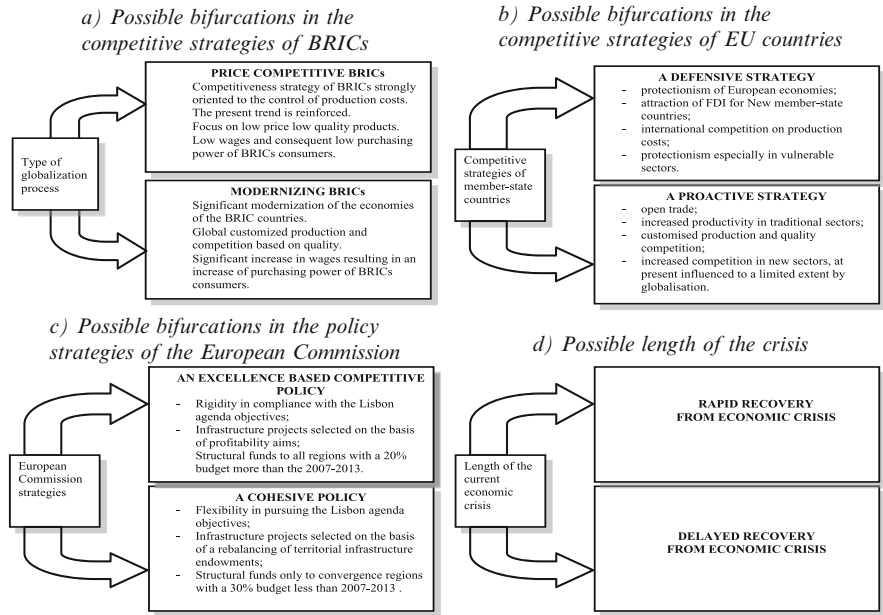 a) Possible bifurcations in the
competitive strategies of BRICs
Type of
globalization
process
PRICE COMPETITIVE BRICs
Competitiveness strategy of BRICs strongly
oriented to the control of production costs.
The present trend is reinforced.
Focus on low price low quality products.
Low wages and consequent low purchasing
power of BRICs consumers.
MODERNIZING BRICs
Significant modernization of the economies
of the BRIC countries.
Global customized production and
competition based on quality.
Significant increase in wages resulting in an
increase of purchasing power of BRICs
consumers.
b) Possible bifurcations in the
competitive strategies of EU countries
Competitive
strategies of
member-state
countries
A DEFENSIVE STRATEGY
- protectionism of European economies;
- attraction of FDI for New member-state
countries;
- international competition on production
costs;
- protectionism especially in vulnerable
sectors.
A PROACTIVE STRATEGY
- open trade;
- increased productivity in traditional sectors;
- customised production and quality
competition;
- increased competition in new sectors, at
present influenced to a limited extent by
globalisation.
c) Possible bifurcations in the policy
strategies of the European Commission
European
Commission
strategies
AN EXCELLENCE BASED COMPETITIVE
POLICY
- Rigidity in compliance with the Lisbon
agenda objectives;
- Infrastructure projects selected on the basis
of profitability aims;
Structural funds to all regions with a 20%
budget more than the 2007-2013.
A COHESIVE POLICY
- Flexibility in pursuing the Lisbon agenda
objectives;
- Infrastructure projects selected on the basis
of a rebalancing of territorial infrastructure
endowments;
- Structural funds only to convergence regions
with a 30% budget less than 2007-2013 .
d) Possible length of the crisis
Length of the
current
economic
crisis
RAPID RECOVERY
FROM ECONOMIC CRISIS
DELAYED RECOVERY
FROM ECONOMIC CRISIS